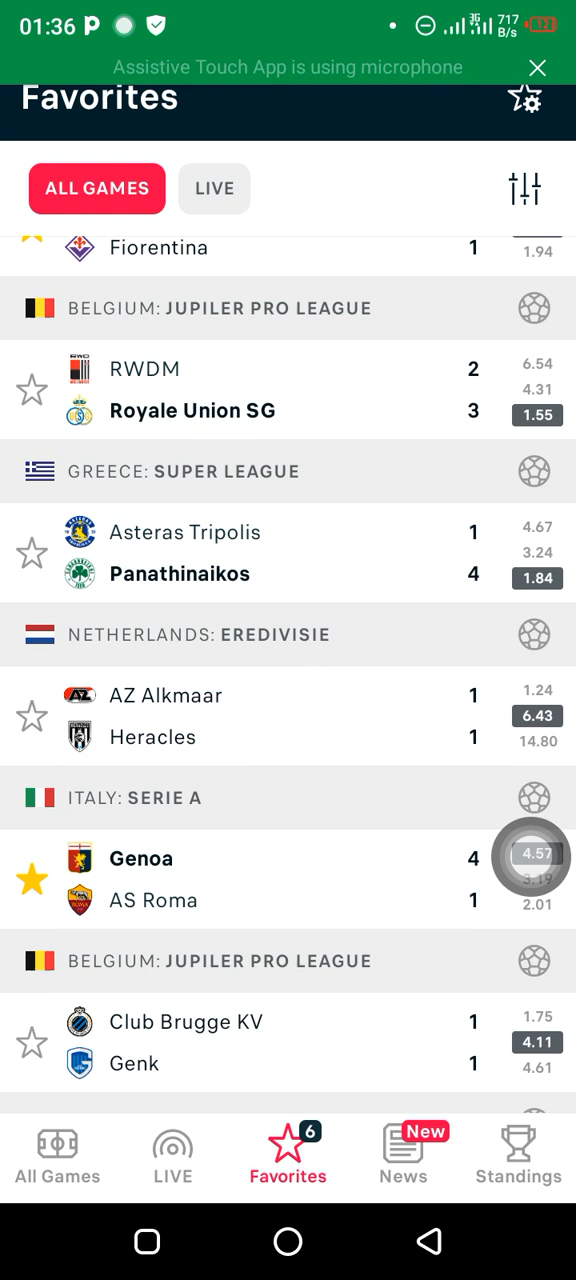 01:36
3G
717
B/s
12
Assistive Touch App is using microphone
Favorites
ALL GAMES
LIVE
Fiorentina 1 1.94
BELGIUM: JUPILER PRO LEAGUE
RWDM 2
Royale Union SG 3
6.54
4.31
1.55
GREECE: SUPER LEAGUE
Asteras Tripolis 1
Panathinaikos 4
4.67
3.24
1.84
NETHERLANDS: EREDIVISIE
AZ Alkmaar 1
Heracles 1
1.24
6.43
14.80
ITALY: SERIE A
Genoa 4
AS Roma 1
4.57
3.19
2.01
BELGIUM: JUPILER PRO LEAGUE
Club Brugge KV 1
Genk 1
1.75
4.11
4.61
6
New
All Games
LIVE
Favorites
News
Standings